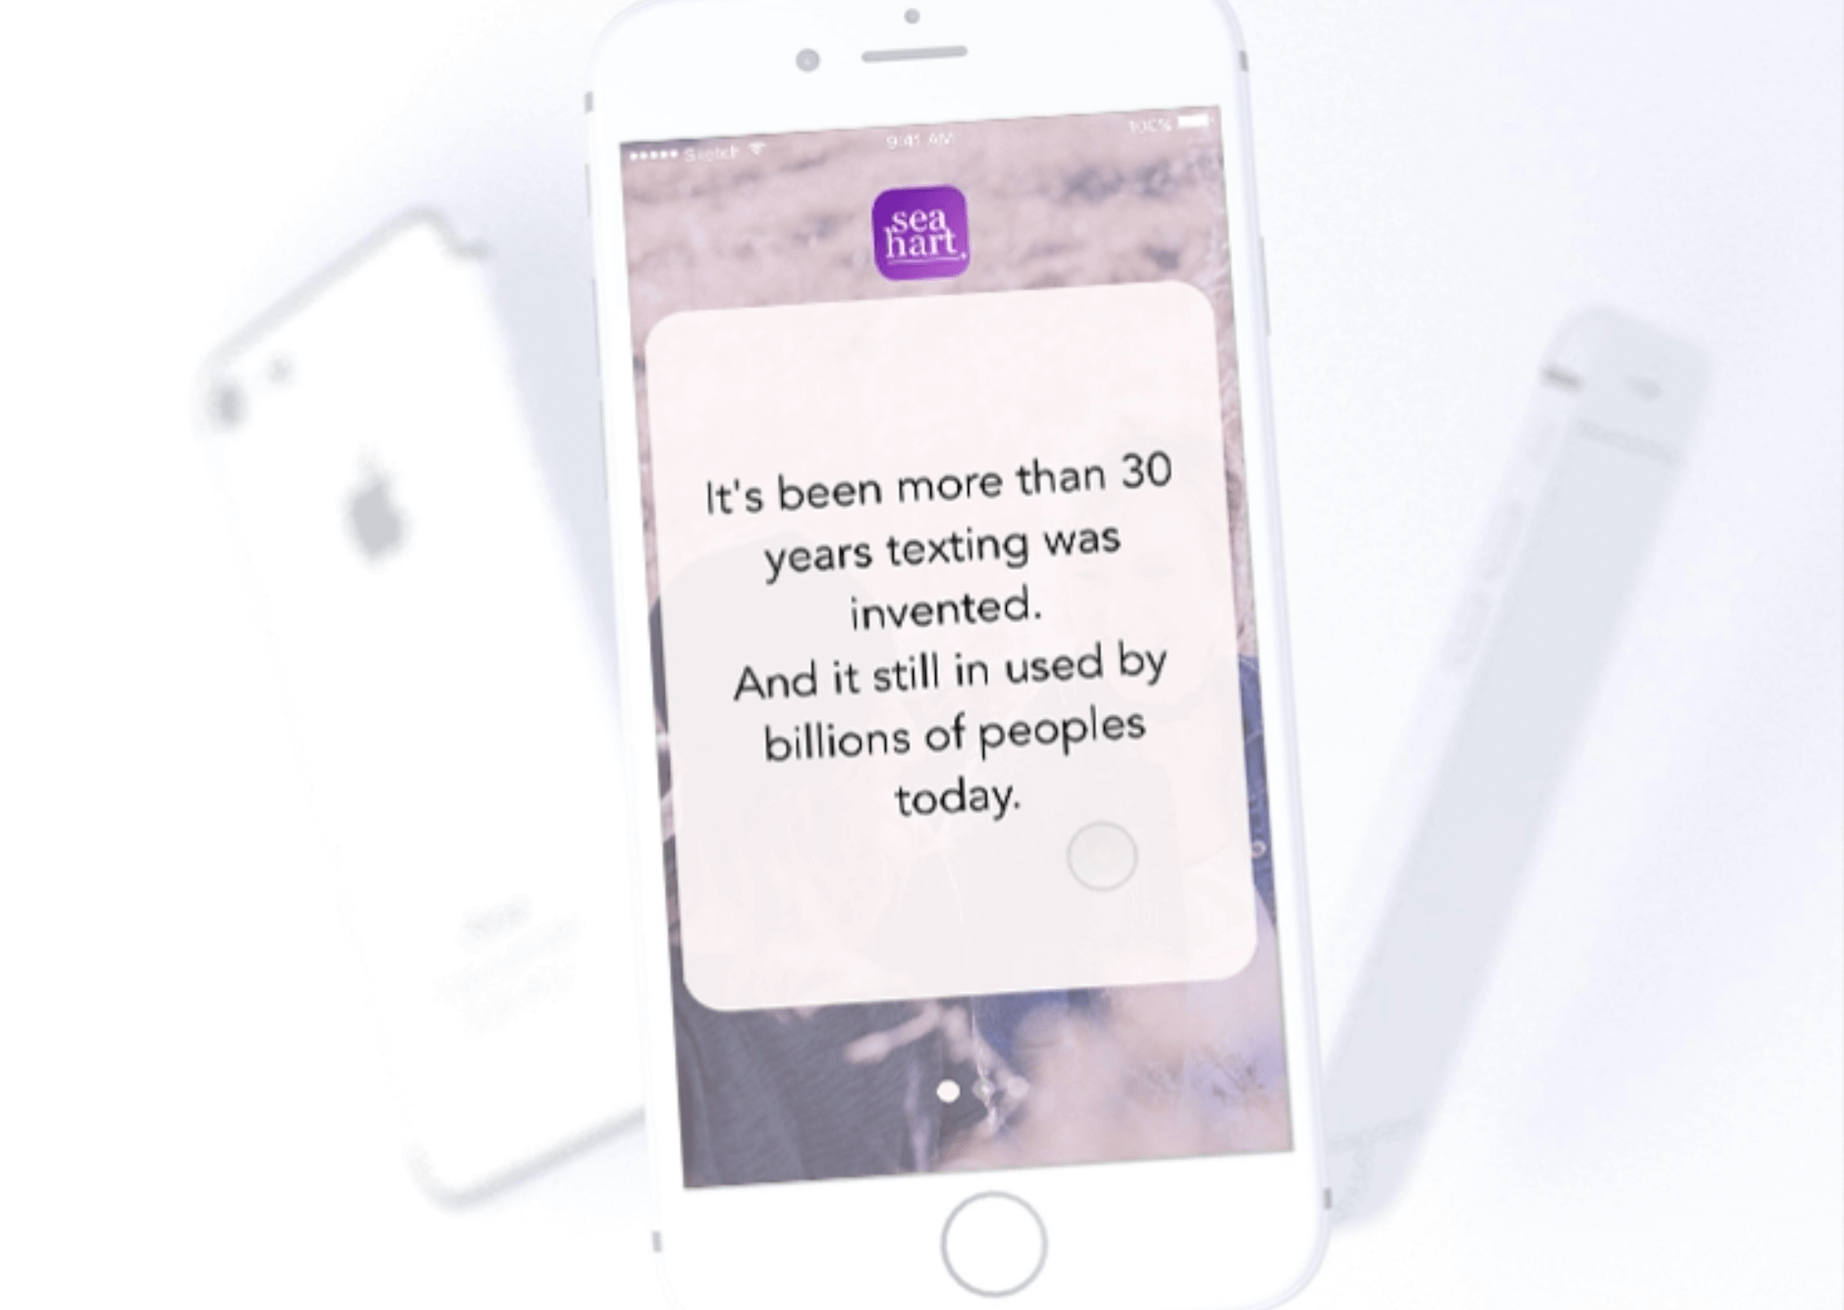 9:41 AM
100%
sea
hart
It's been more than 30
years texting was
invented.
And it still in used by
billions of peoples
today.